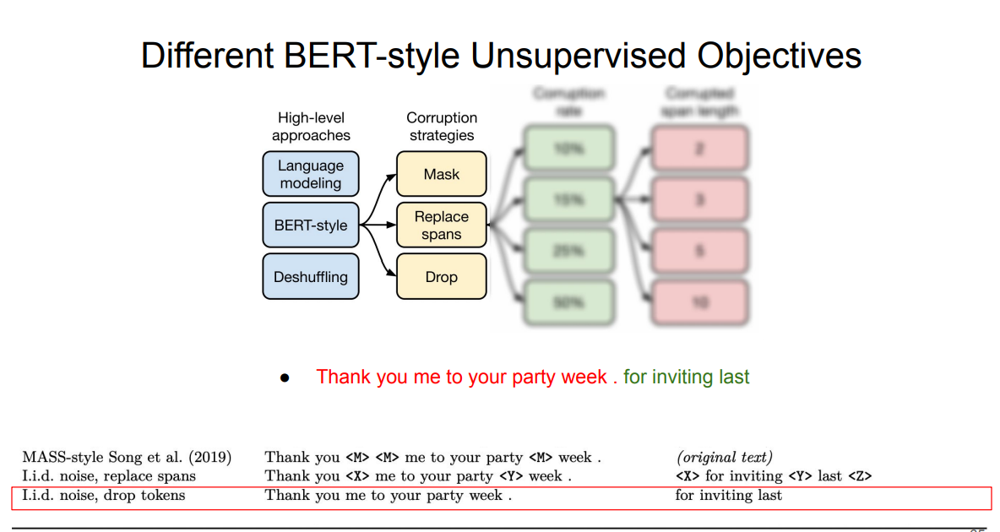 Different BERT-style Unsupervised Objectives
High-level
approaches
Corruption
strategies
Corruption
rate
Corrupted
span length
Language
modeling
BERT-style
Deshuffling
Mask
Replace
spans
Drop
10%
15%
25%
50%
2
3
5
10
● Thank you me to your party week . for inviting last
MASS-style Song et al. (2019) Thank you <M> <M> me to your party <M> week . (original text)
I.i.d. noise, replace spans Thank you <X> me to your party <Y> week . <X> for inviting <Y> last <Z>
I.i.d. noise, drop tokens Thank you me to your party week . for inviting last